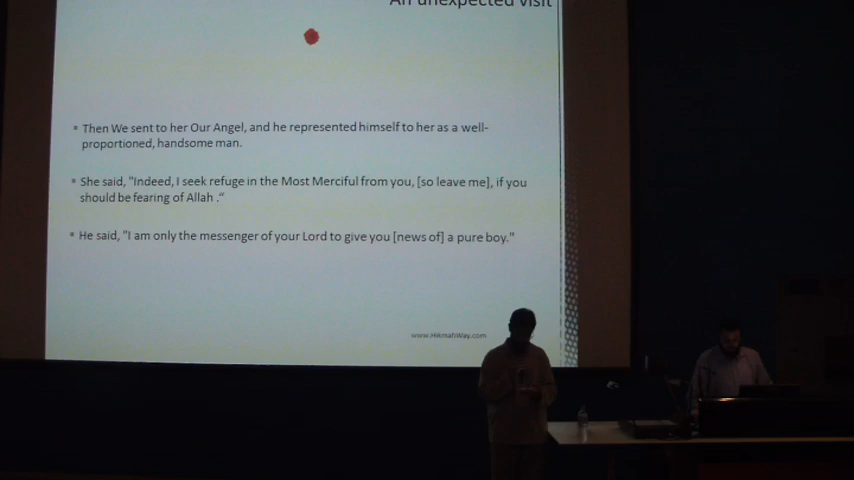 An unexpected visit
Then We sent to her Our Angel, and he represented himself to her as a well-
proportioned, handsome man.
She said, "Indeed, I seek refuge in the Most Merciful from you, [so leave me], if you
should be fearing of Allah ."
He said, "I am only the messenger of your Lord to give you [news of] a pure boy."
www.HikmahWay.com